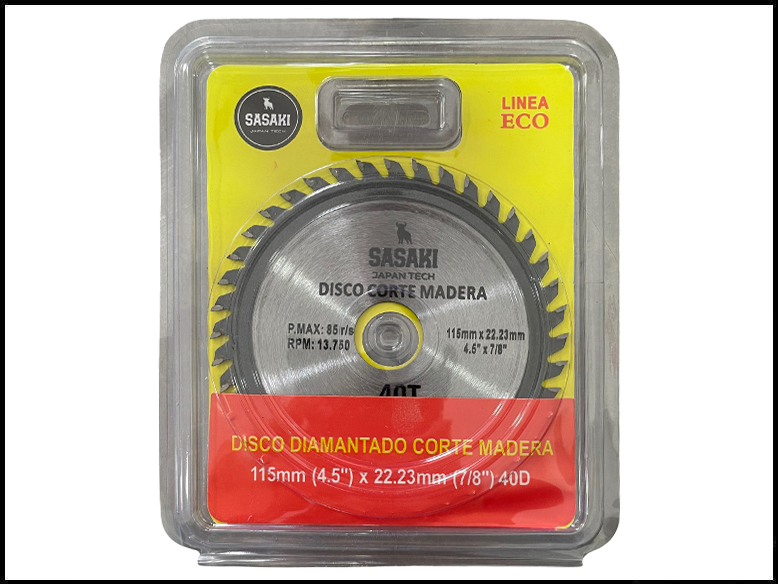 SASAKI
JAPAN TECH
LINEA
ECO
SASAKI
JAPAN TECH
DISCO CORTE MADERA
P.MAX: 85 r/s
RPM: 13.750
115mm x 22.23mm
4.5" x 7/8"
40T
DISCO DIAMANTADO CORTE MADERA
115mm (4.5") x 22.23mm (7/8") 40D